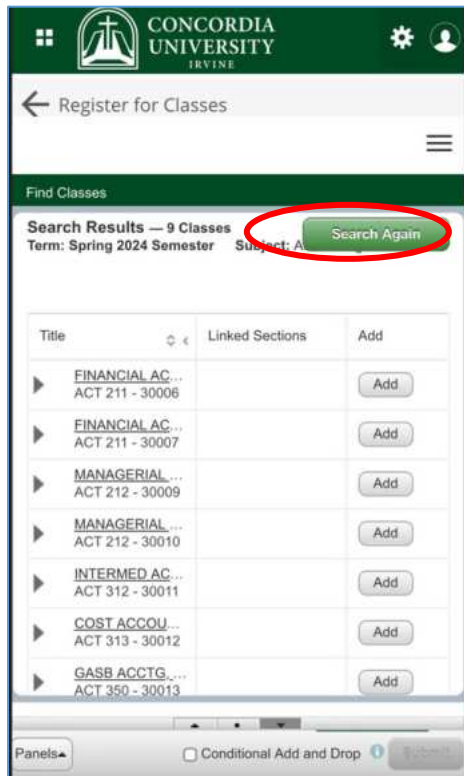 CONCORDIA
UNIVERSITY
IRVINE
Register for Classes
Find Classes
Search Results — 9 Classes
Search Again
Term: Spring 2024 Semester Subject: A
Title Linked Sections Add
FINANCIAL AC...
ACT 211 - 30006
Add
FINANCIAL AC...
ACT 211 - 30007
Add
MANAGERIAL ...
ACT 212 - 30009
Add
MANAGERIAL ...
ACT 212 - 30010
Add
INTERMED AC...
ACT 312 - 30011
Add
COST ACCOU...
ACT 313 - 30012
Add
GASB ACCTG, ...
ACT 350 - 30013
Add
Panels
Conditional Add and Drop
Submit